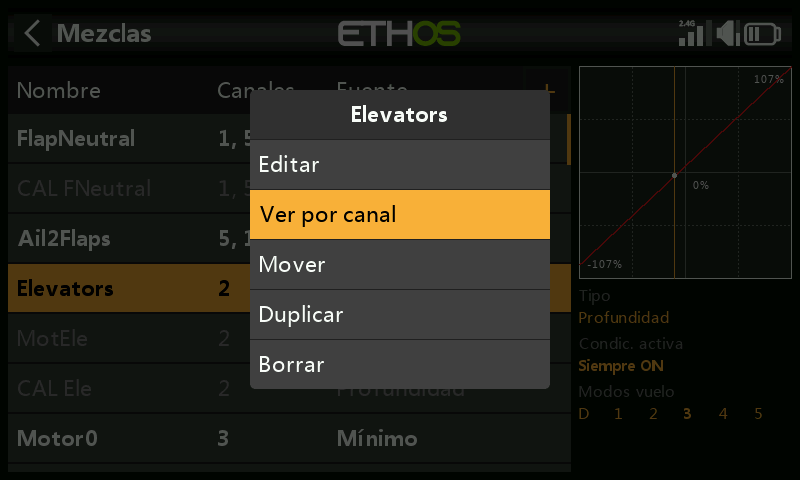 Mezclas
ETHOS
2.4G
Nombre
Canales
Fuente
+
FlapNeutral
1, 5
CAL FNeutral
1, 5
Ail2Flaps
5, 1
Elevators
2
MotEle
2
CAL Ele
2
Profundidad
Motor0
3
Mínimo
Elevators
Editar
Ver por canal
Mover
Duplicar
Borrar
107%
0%
-107%
Tipo
Profundidad
Condic. activa
Siempre ON
Modos vuelo
D 1 2 3 4 5